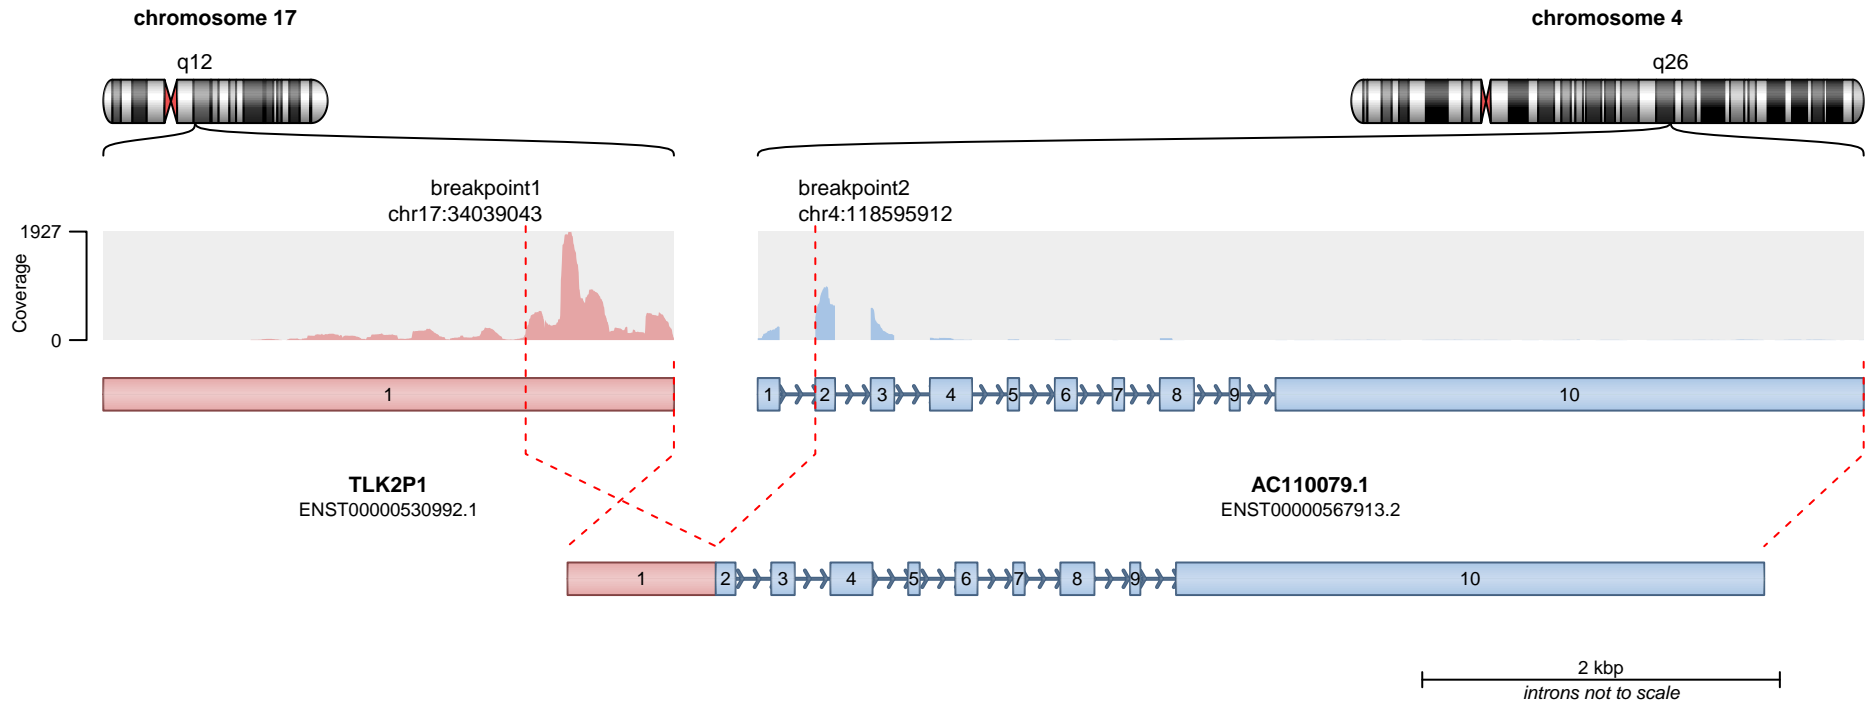 chromosome 17
chromosome 4
q12
q26
breakpoint1
chr17:34039043
breakpoint2
chr4:118595912
1927
Coverage
0
1
1 2 3 4 5 6 7 8 9 10
TLK2P1
ENST00000530992.1
AC110079.1
ENST00000567913.2
1 2 3 4 5 6 7 8 9 10
2 kbp
introns not to scale